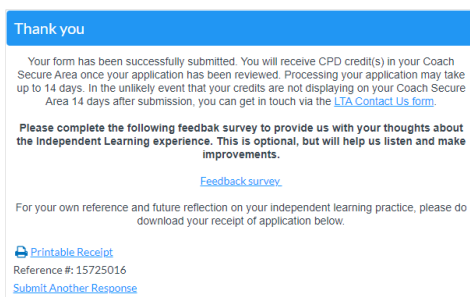 Thank you
Your form has been successfully submitted. You will receive CPD credit(s) in your Coach
Secure Area once your application has been reviewed. Processing your application may take
up to 14 days. In the unlikely event that your credits are not displaying on your Coach Secure
Area 14 days after submission, you can get in touch via the LTA Contact Us form.
Please complete the following feedbak survey to provide us with your thoughts about
the Independent Learning experience. This is optional, but will help us listen and make
improvements.
Feedback survey
For your own reference and future reflection on your independent learning practice, please do
download your receipt of application below.
Printable Receipt
Reference #: 15725016
Submit Another Response